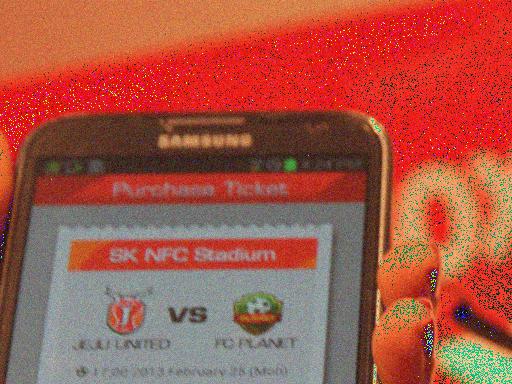 SAMSUNG
Purchase Ticket
SK NFC Stadium
VS
JEJU UNITED
FC PLANET
17:00 2013 February 25 (Mon)